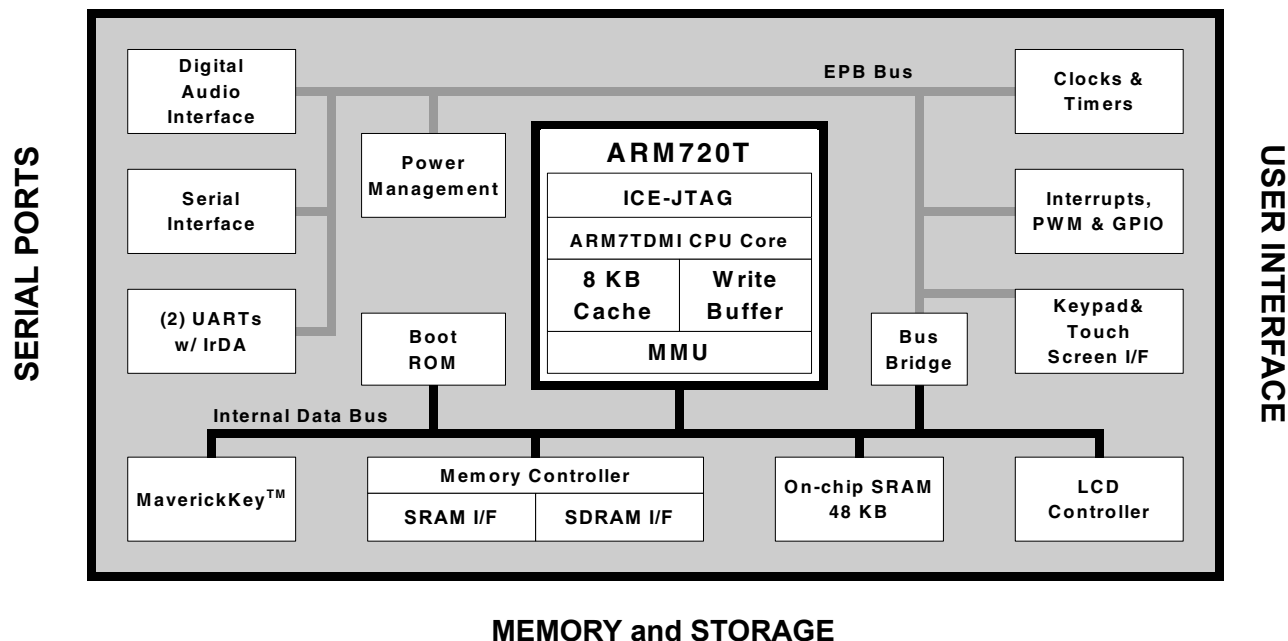 SERIAL PORTS
Digital
Audio
Interface
EPB Bus
Clocks &
Timers
Power
Management
ARM720T
ICE-JTAG
ARM7TDMI CPU Core
8 KB
Cache
Write
Buffer
MMU
Serial
Interface
Interrupts,
PWM & GPIO
(2) UARTs
w/ IrDA
Boot
ROM
Bus
Bridge
Keypad&
Touch
Screen I/F
USER INTERFACE
Internal Data Bus
MaverickKey™
Memory Controller
SRAM I/F
SDRAM I/F
On-chip SRAM
48 KB
LCD
Controller
MEMORY and STORAGE